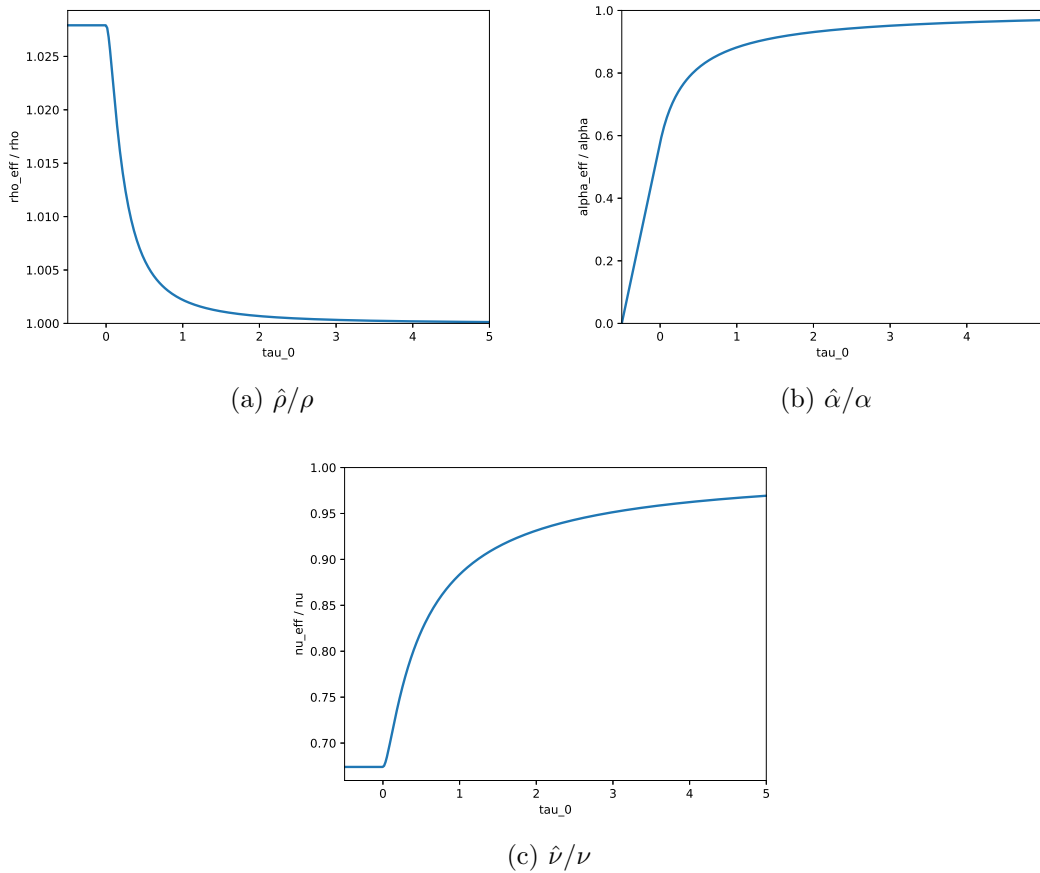 1.025
1.020
1.015
1.010
1.005
1.000
rho_eff / rho
0 1 2 3 4 5
tau_0
(a) ρ̂/ρ
1.0
0.8
0.6
0.4
0.2
0.0
alpha_eff / alpha
0 1 2 3 4
tau_0
(b) α̂/α
1.00
0.95
0.90
0.85
0.80
0.75
0.70
nu_eff / nu
0 1 2 3 4 5
tau_0
(c) ν̂/ν